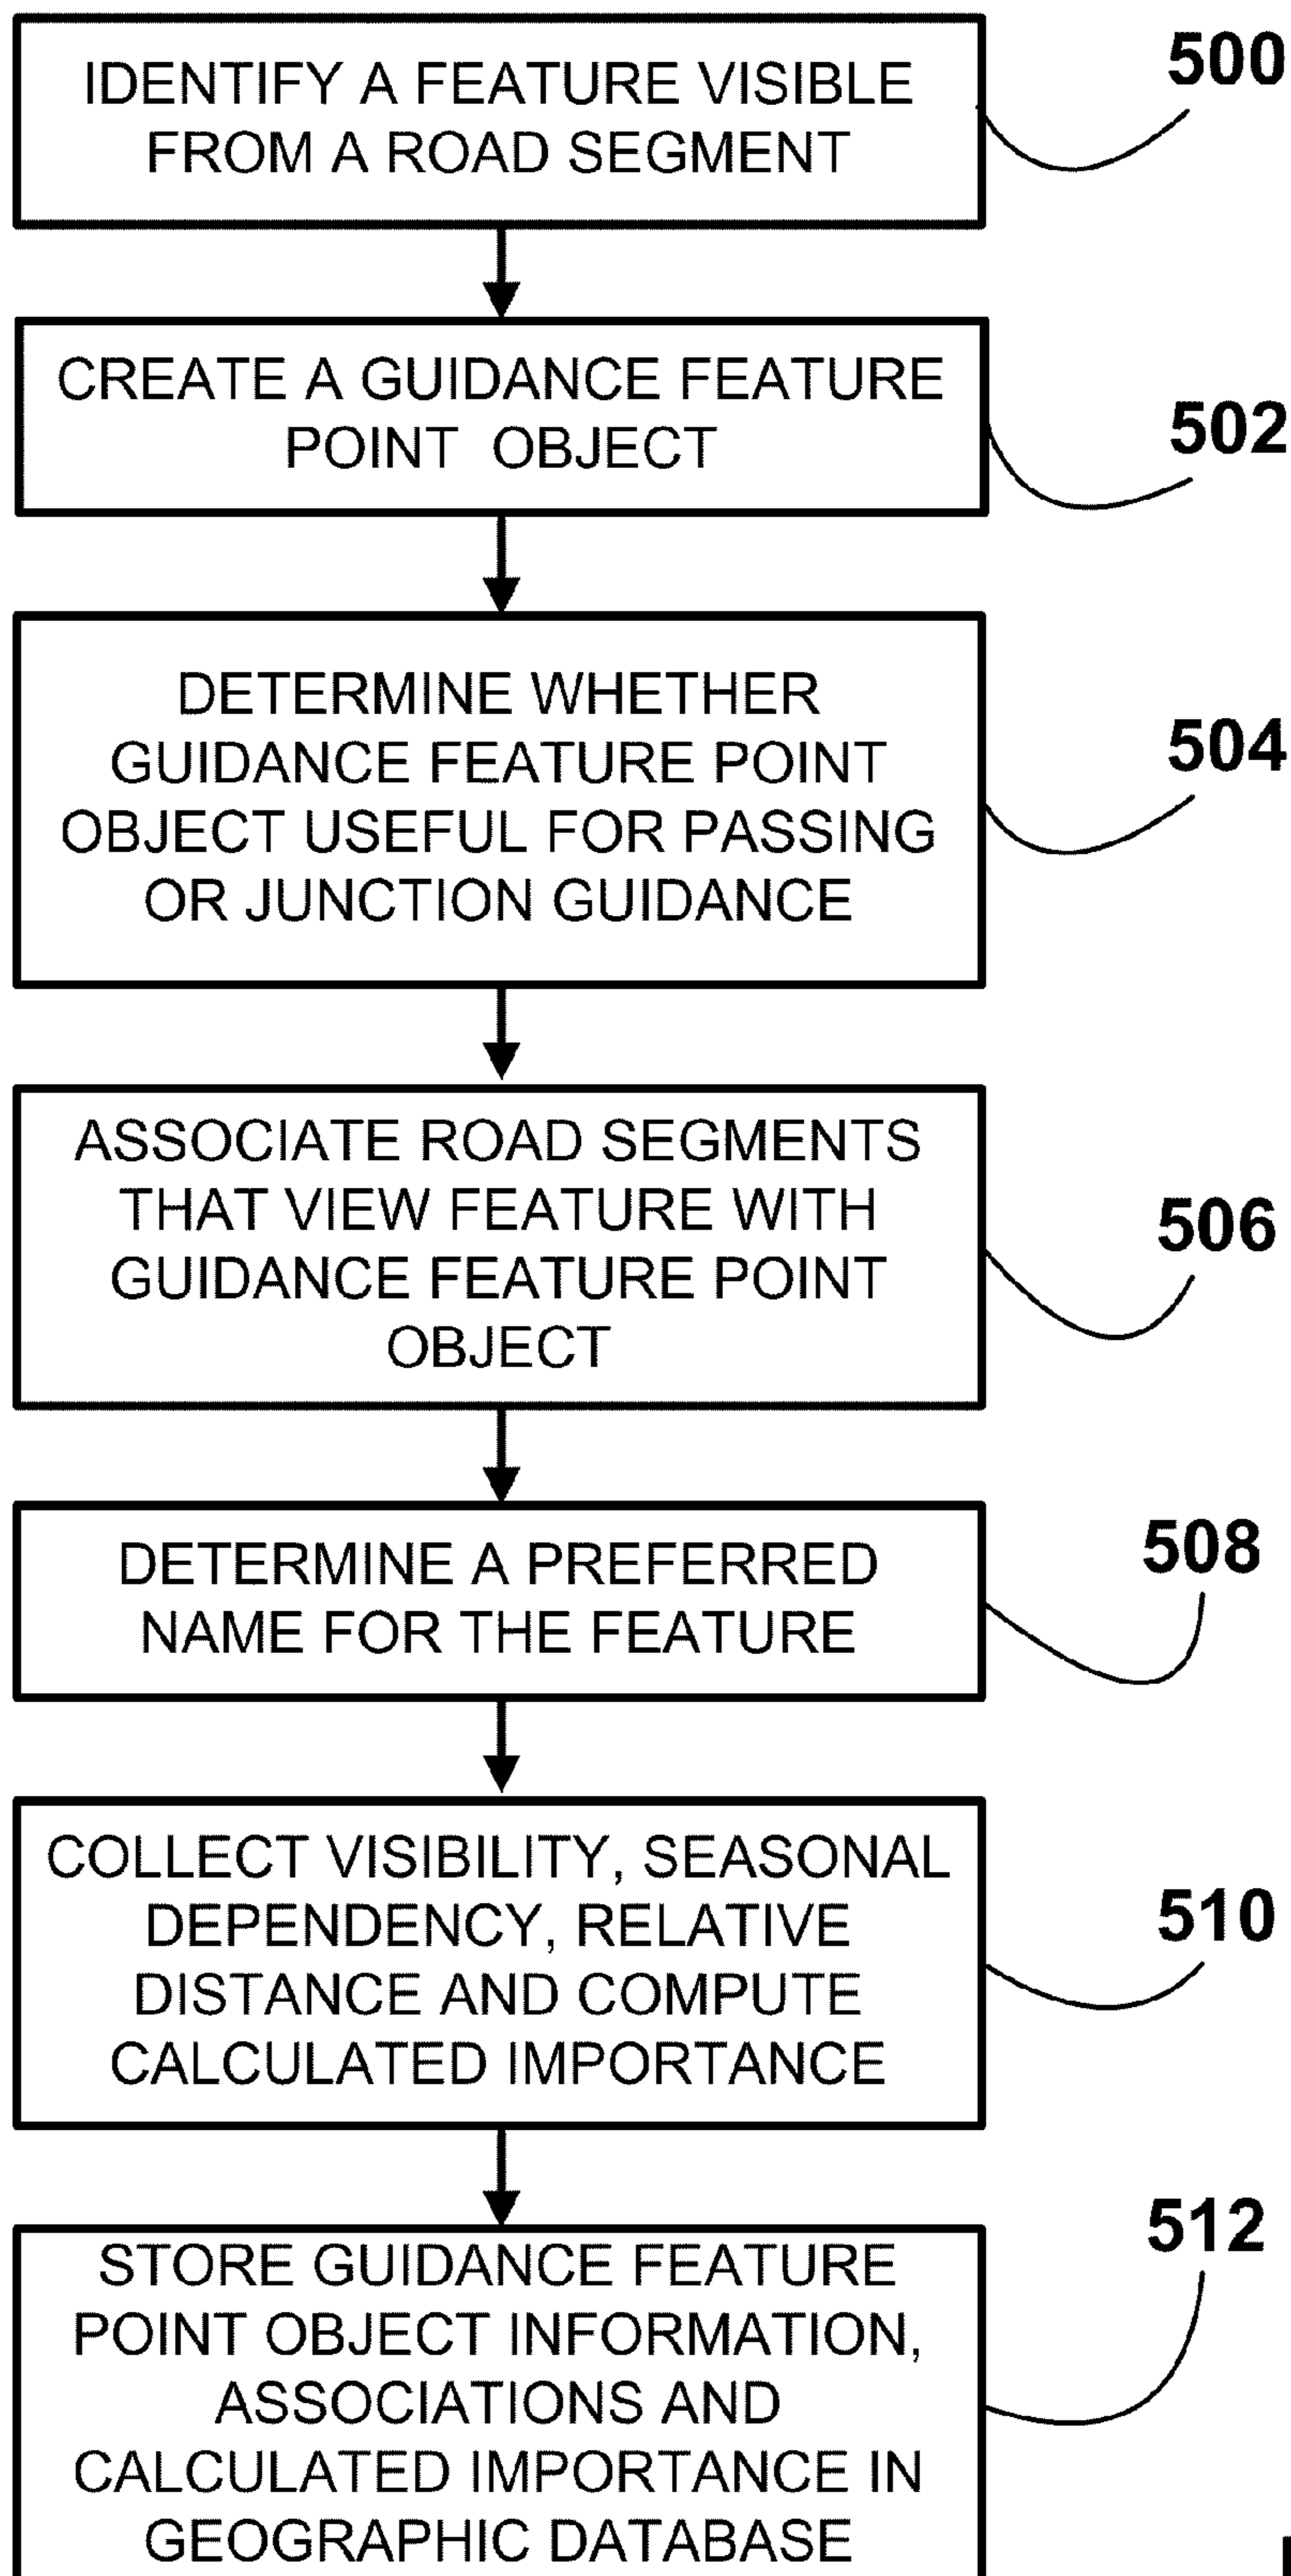 IDENTIFY A FEATURE VISIBLE
FROM A ROAD SEGMENT
500
CREATE A GUIDANCE FEATURE
POINT OBJECT
502
DETERMINE WHETHER
GUIDANCE FEATURE POINT
OBJECT USEFUL FOR PASSING
OR JUNCTION GUIDANCE
504
ASSOCIATE ROAD SEGMENTS
THAT VIEW FEATURE WITH
GUIDANCE FEATURE POINT
OBJECT
506
DETERMINE A PREFERRED
NAME FOR THE FEATURE
508
COLLECT VISIBILITY, SEASONAL
DEPENDENCY, RELATIVE
DISTANCE AND COMPUTE
CALCULATED IMPORTANCE
510
STORE GUIDANCE FEATURE
POINT OBJECT INFORMATION,
ASSOCIATIONS AND
CALCULATED IMPORTANCE IN
GEOGRAPHIC DATABASE
512